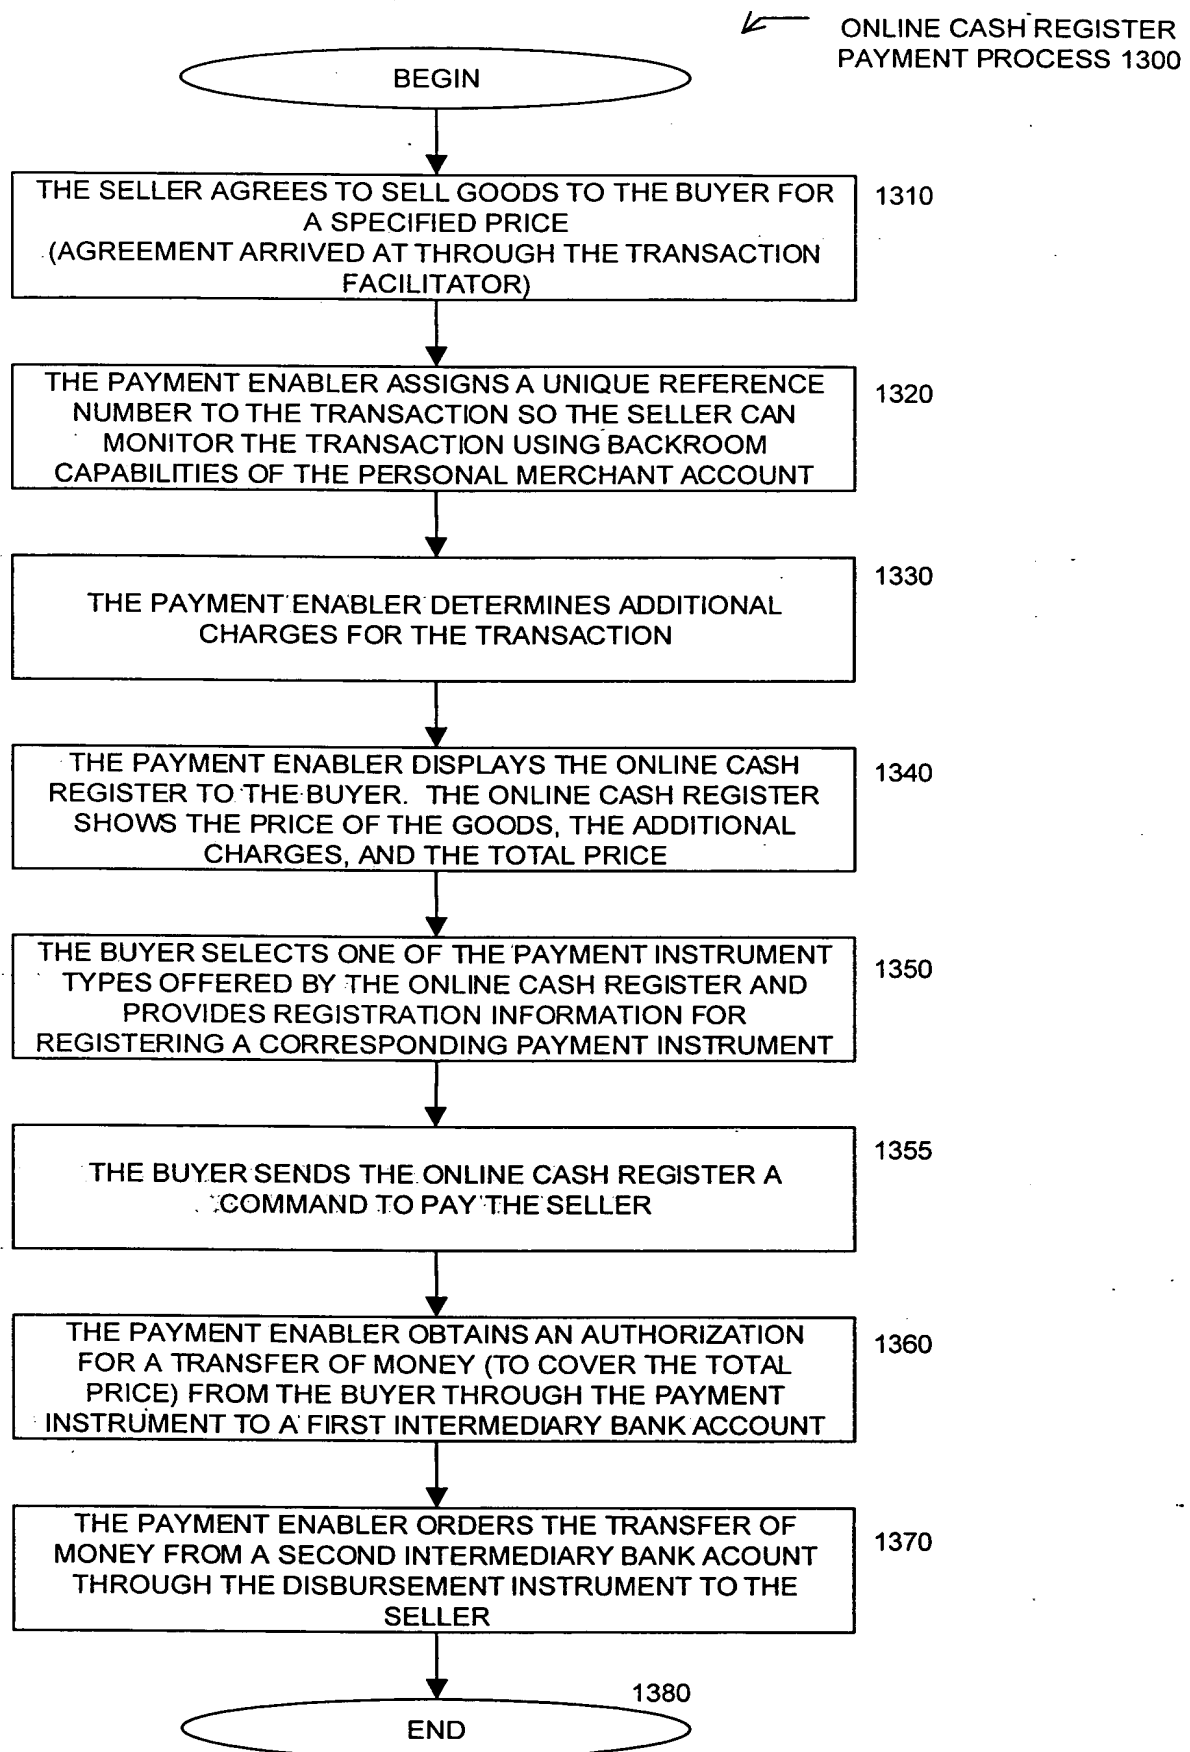 ONLINE CASH REGISTER
PAYMENT PROCESS 1300
BEGIN
THE SELLER AGREES TO SELL GOODS TO THE BUYER FOR
A SPECIFIED PRICE
(AGREEMENT ARRIVED AT THROUGH THE TRANSACTION
FACILITATOR)
1310
THE PAYMENT ENABLER ASSIGNS A UNIQUE REFERENCE
NUMBER TO THE TRANSACTION SO THE SELLER CAN
MONITOR THE TRANSACTION USING BACKROOM
CAPABILITIES OF THE PERSONAL MERCHANT ACCOUNT
1320
THE PAYMENT ENABLER DETERMINES ADDITIONAL
CHARGES FOR THE TRANSACTION
1330
THE PAYMENT ENABLER DISPLAYS THE ONLINE CASH
REGISTER TO THE BUYER. THE ONLINE CASH REGISTER
SHOWS THE PRICE OF THE GOODS, THE ADDITIONAL
CHARGES, AND THE TOTAL PRICE
1340
THE BUYER SELECTS ONE OF THE PAYMENT INSTRUMENT
TYPES OFFERED BY THE ONLINE CASH REGISTER AND
PROVIDES REGISTRATION INFORMATION FOR
REGISTERING A CORRESPONDING PAYMENT INSTRUMENT
1350
THE BUYER SENDS THE ONLINE CASH REGISTER A
COMMAND TO PAY THE SELLER
1355
THE PAYMENT ENABLER OBTAINS AN AUTHORIZATION
FOR A TRANSFER OF MONEY (TO COVER THE TOTAL
PRICE) FROM THE BUYER THROUGH THE PAYMENT
INSTRUMENT TO A FIRST INTERMEDIARY BANK ACCOUNT
1360
THE PAYMENT ENABLER ORDERS THE TRANSFER OF
MONEY FROM A SECOND INTERMEDIARY BANK ACOUNT
THROUGH THE DISBURSEMENT INSTRUMENT TO THE
SELLER
1370
1380
END